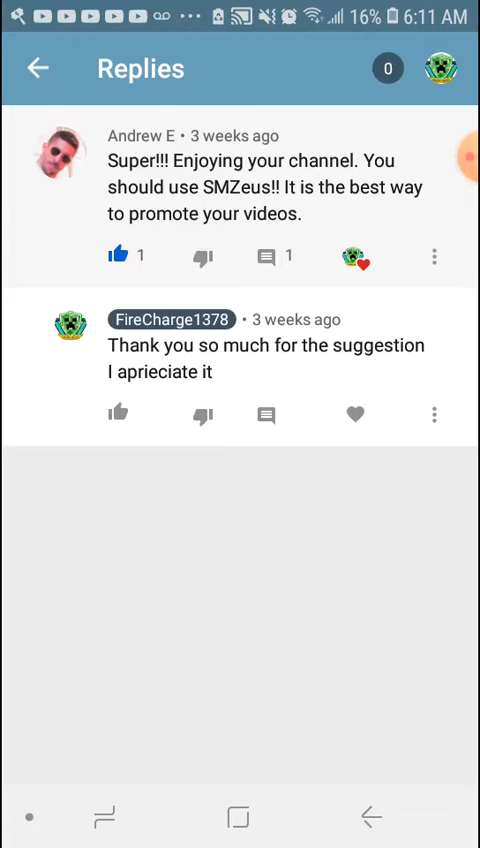 16% 6:11 AM
Replies
0
Andrew E • 3 weeks ago
Super!!! Enjoying your channel. You
should use SMZeus!! It is the best way
to promote your videos.
1
1
FireCharge1378 • 3 weeks ago
Thank you so much for the suggestion
I aprieciate it